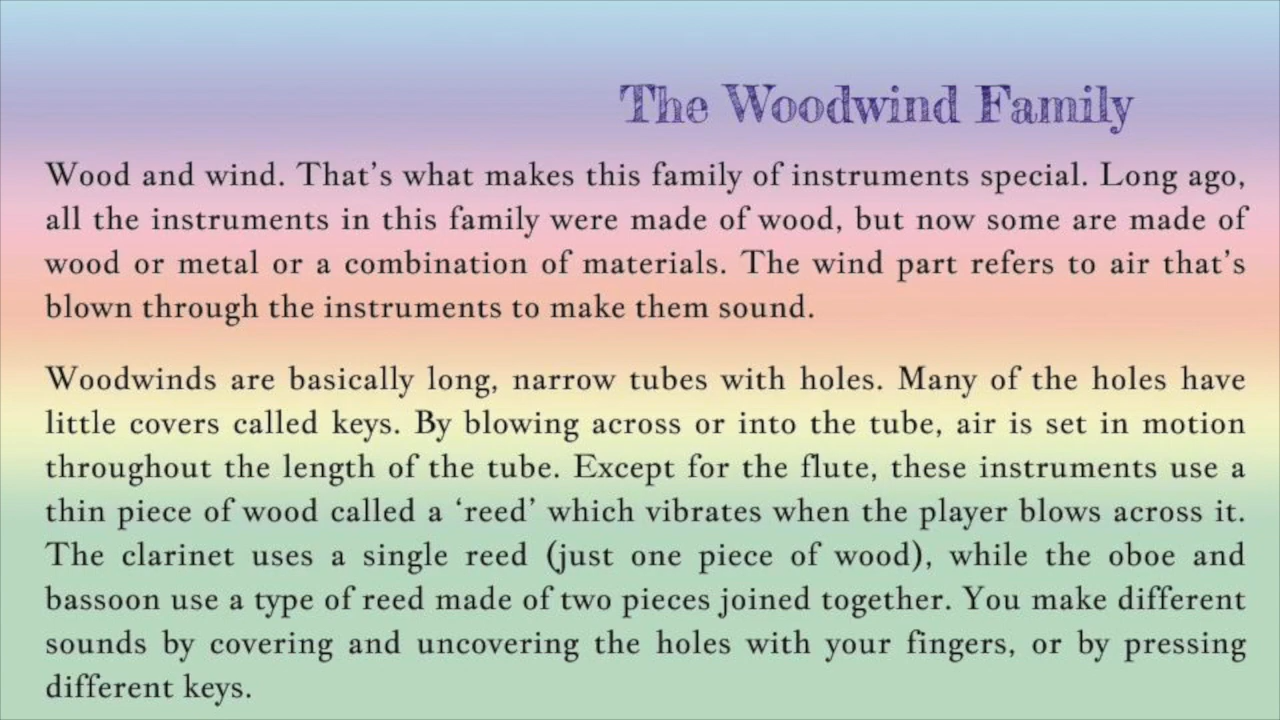 The Woodwind Family
Wood and wind. That's what makes this family of instruments special. Long ago,
all the instruments in this family were made of wood, but now some are made of
wood or metal or a combination of materials. The wind part refers to air that's
blown through the instruments to make them sound.
Woodwinds are basically long, narrow tubes with holes. Many of the holes have
little covers called keys. By blowing across or into the tube, air is set in motion
throughout the length of the tube. Except for the flute, these instruments use a
thin piece of wood called a ‘reed’ which vibrates when the player blows across it.
The clarinet uses a single reed (just one piece of wood), while the oboe and
bassoon use a type of reed made of two pieces joined together. You make different
sounds by covering and uncovering the holes with your fingers, or by pressing
different keys.